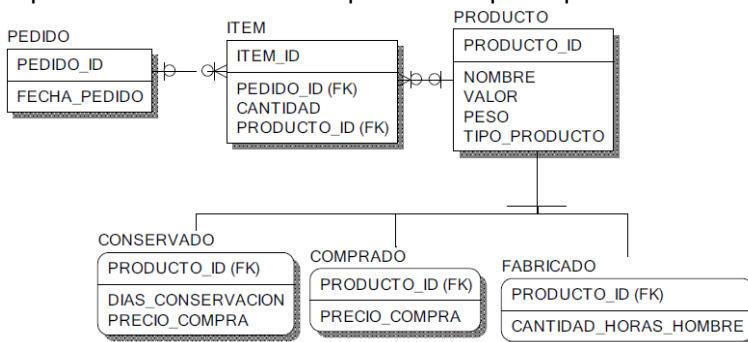 PEDIDO
PEDIDO_ID
FECHA_PEDIDO
ITEM
ITEM_ID
PEDIDO_ID (FK)
CANTIDAD
PRODUCTO_ID (FK)
PRODUCTO
PRODUCTO_ID
NOMBRE
VALOR
PESO
TIPO_PRODUCTO
CONSERVADO
PRODUCTO_ID (FK)
DIAS_CONSERVACION
PRECIO_COMPRA
COMPRADO
PRODUCTO_ID (FK)
PRECIO_COMPRA
FABRICADO
PRODUCTO_ID (FK)
CANTIDAD_HORAS_HOMBRE